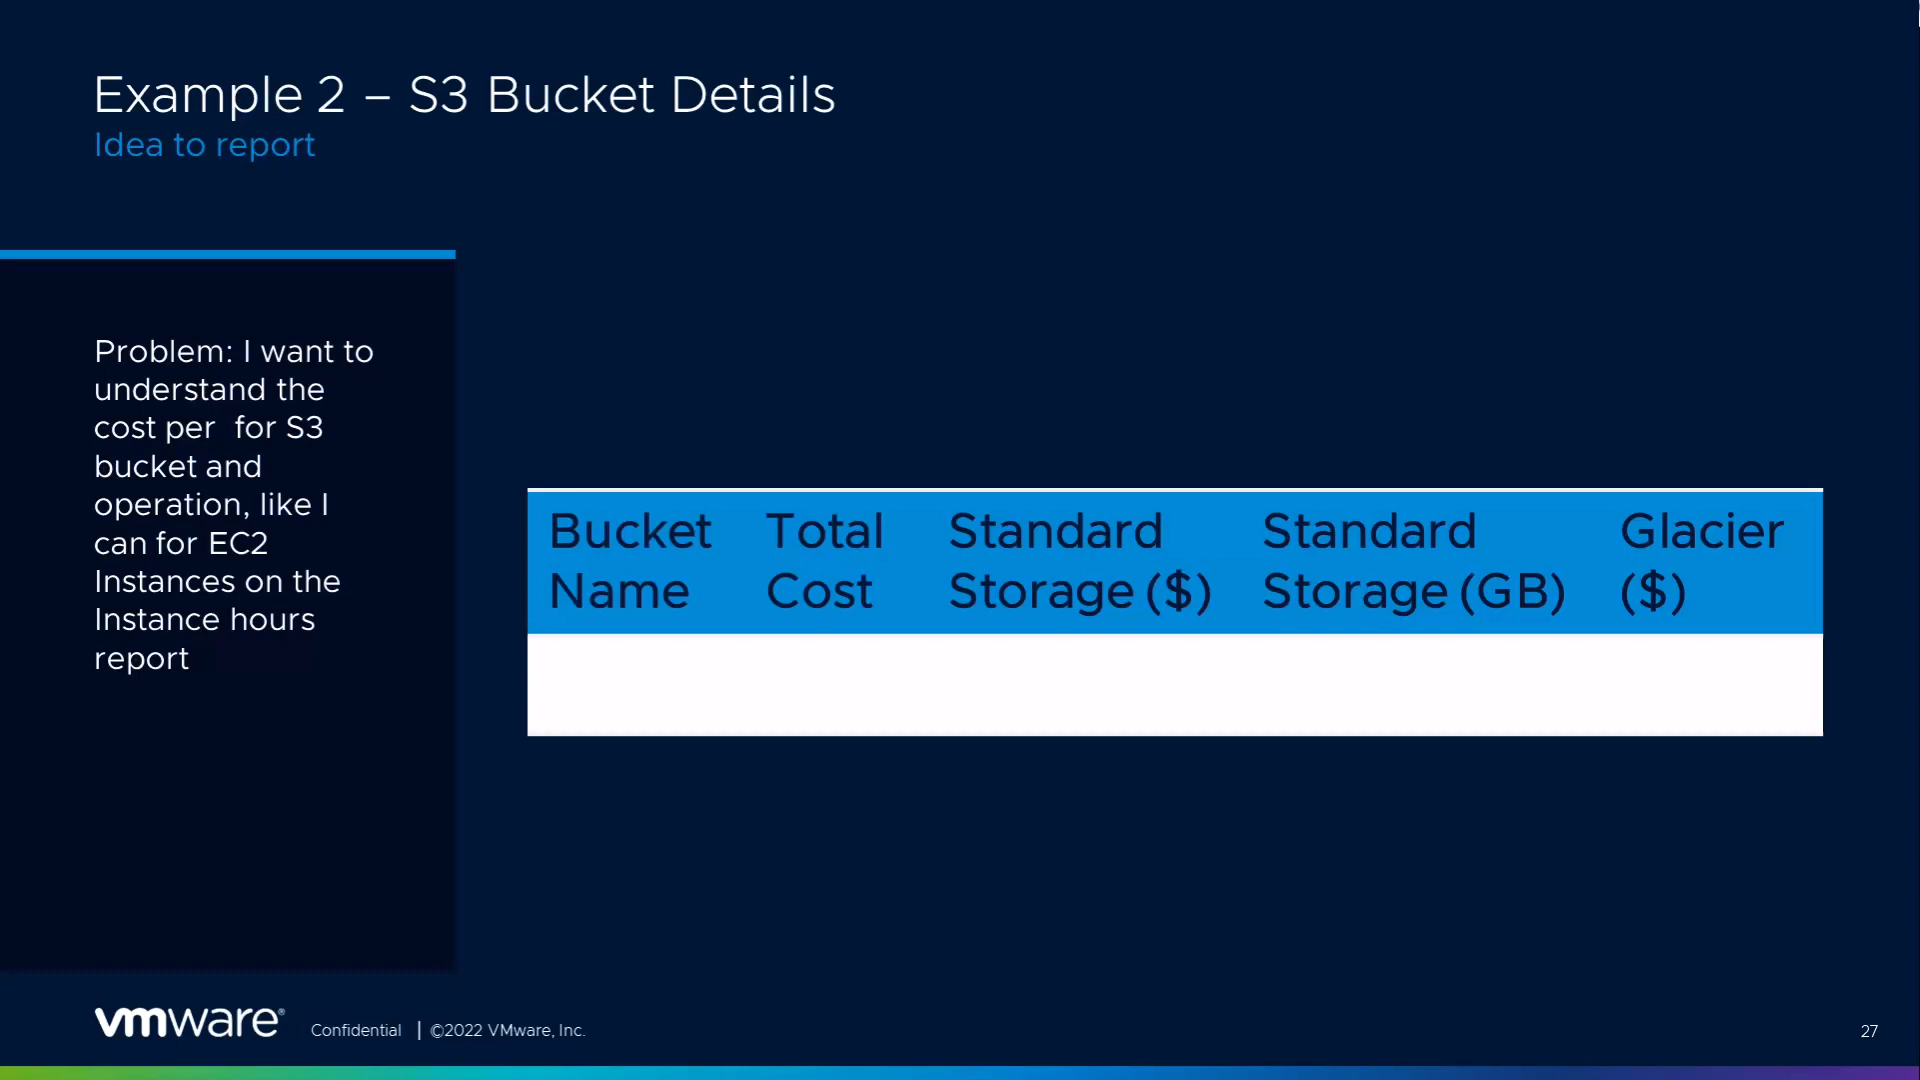 Example 2 – S3 Bucket Details
Idea to report
Problem: I want to
understand the
cost per  for S3
bucket and
operation, like I
can for EC2
Instances on the
Instance hours
report
Bucket Name
Total Cost
Standard Storage ($)
Standard Storage (GB)
Glacier ($)
vmware®
Confidential | ©2022 VMware, Inc.
27